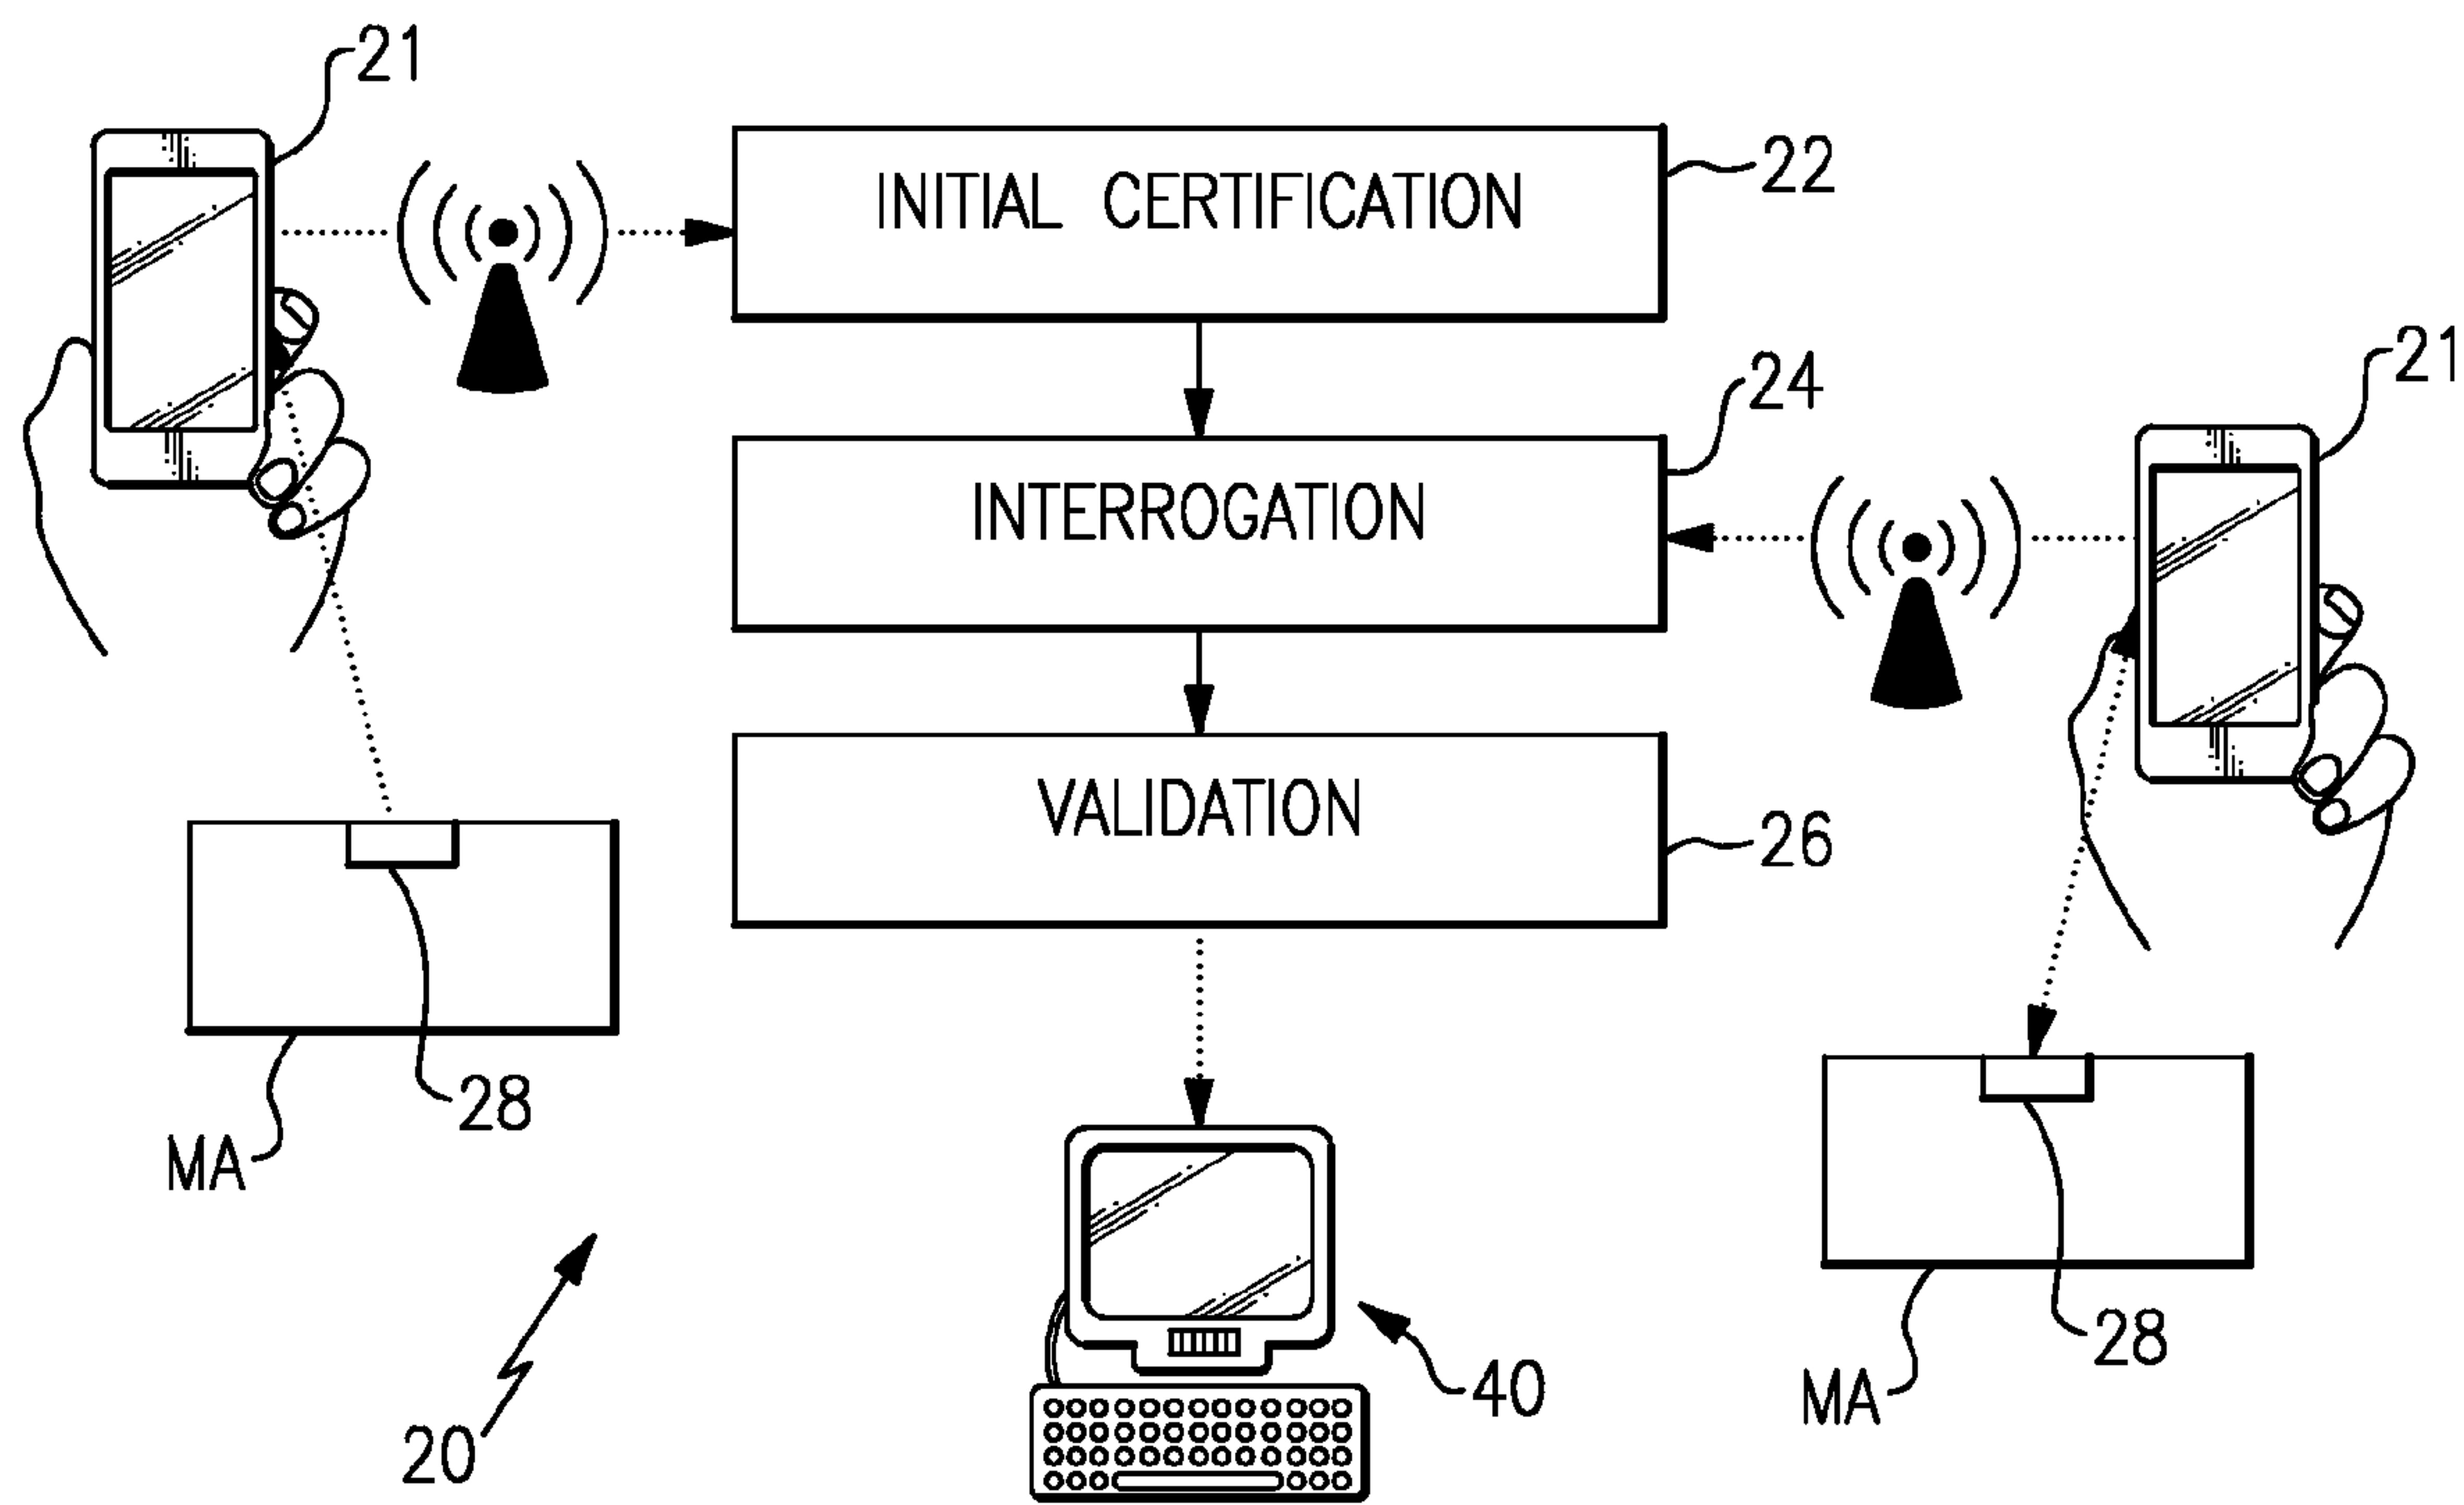 21
INITIAL CERTIFICATION
22
24
21
INTERROGATION
VALIDATION
26
28
MA
28
MA
40
20